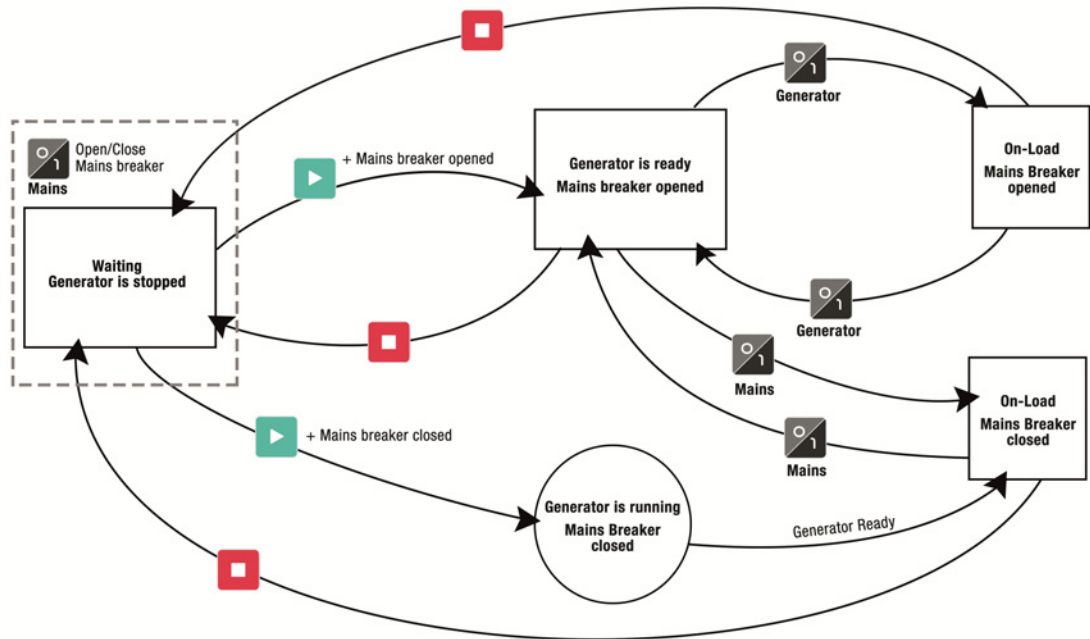 Open/Close
Mains breaker
Mains
Waiting
Generator is stopped
+ Mains breaker opened
Generator is ready
Mains breaker opened
Generator
On-Load
Mains Breaker
opened
Generator
Mains
Mains
On-Load
Mains Breaker
closed
+ Mains breaker closed
Generator is running
Mains Breaker
closed
Generator Ready